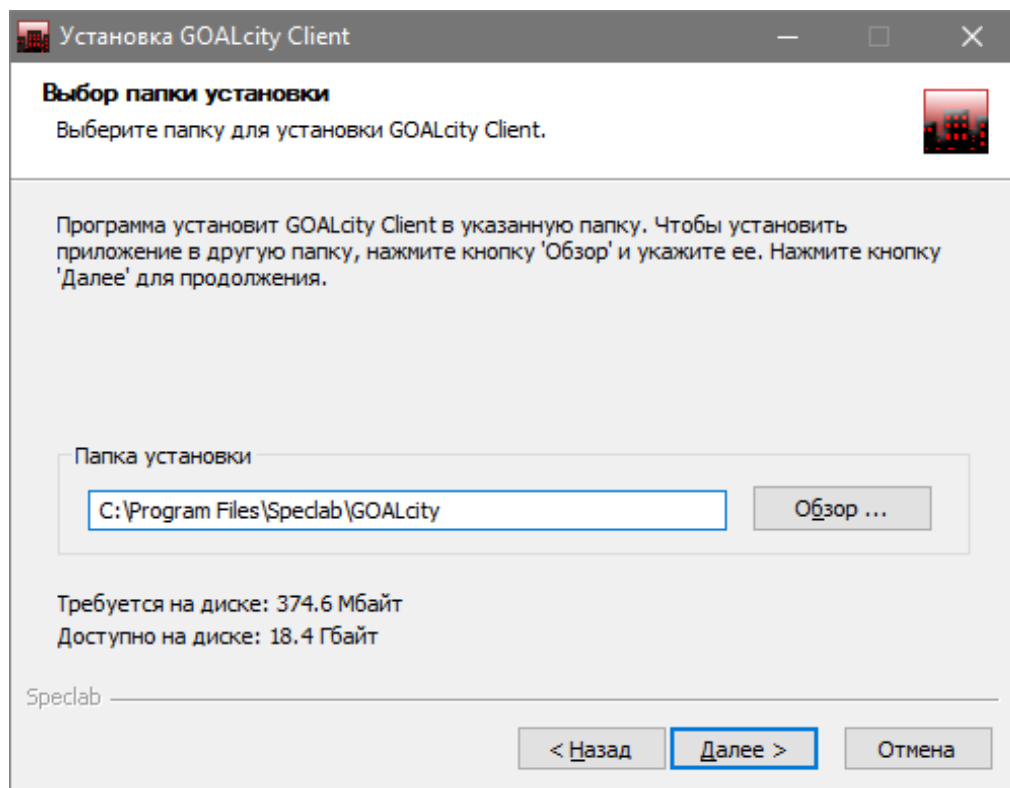 Установка GOALcity Client
Выбор папки установки
Выберите папку для установки GOALcity Client.
Программа установит GOALcity Client в указанную папку. Чтобы установить
приложение в другую папку, нажмите кнопку 'Обзор' и укажите ее. Нажмите кнопку
'Далее' для продолжения.
Папка установки
C:\Program Files\Speclab\GOALcity
Обзор ...
Требуется на диске: 374.6 Мбайт
Доступно на диске: 18.4 Гбайт
Speclab
< Назад
Далее >
Отмена